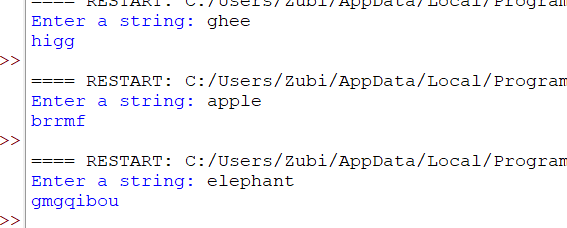 ==== RESTART: C:/Users/Zubi/AppData/Local/Program
Enter a string: ghee
higg
>>
==== RESTART: C:/Users/Zubi/AppData/Local/Program
Enter a string: apple
brrmf
>>
==== RESTART: C:/Users/Zubi/AppData/Local/Program
Enter a string: elephant
gmgqibou
>>